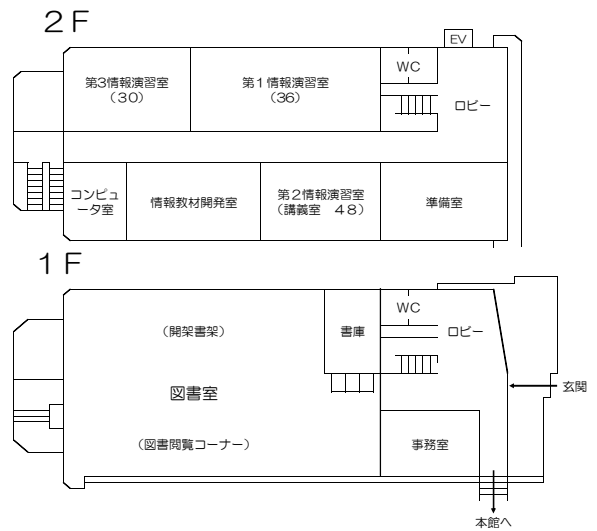 2F
EV
第3情報演習室
(30)
第1情報演習室
(36)
WC
ロビー
コンピュ
ータ室
情報教材開発室
第2情報演習室
(講義室 48)
準備室
1F
(開架書架)
書庫
WC
ロビー
図書室
玄関
(図書閲覧コーナー)
事務室
本館へ